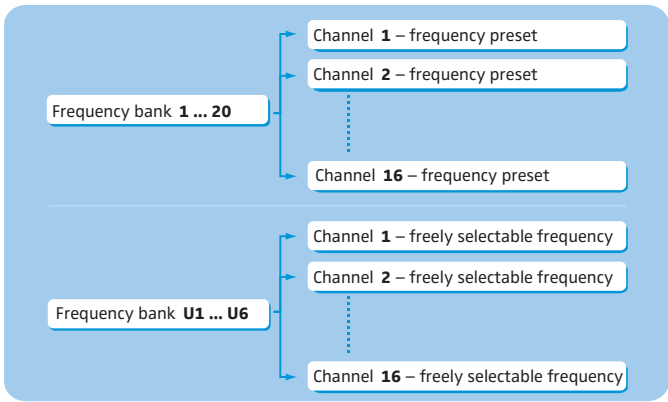 Channel 1 – frequency preset
Channel 2 – frequency preset
Frequency bank 1 ... 20
Channel 16 – frequency preset
Channel 1 – freely selectable frequency
Channel 2 – freely selectable frequency
Frequency bank U1 ... U6
Channel 16 – freely selectable frequency